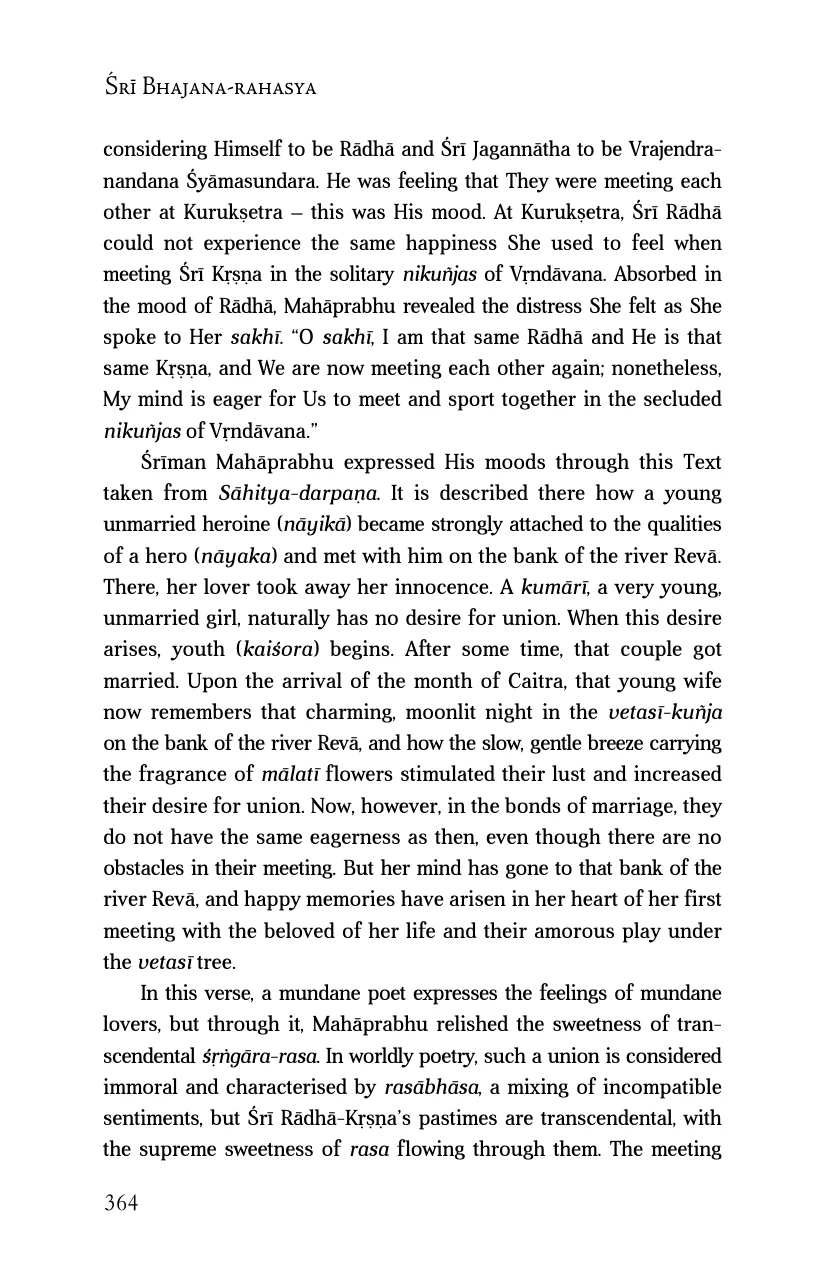 Śrī Bhajana-rahasya
considering Himself to be Rādhā and Śrī Jagannātha to be Vrajendra-
nandana Śyāmasundara. He was feeling that They were meeting each
other at Kurukṣetra – this was His mood. At Kurukṣetra, Śrī Rādhā
could not experience the same happiness She used to feel when
meeting Śrī Kṛṣṇa in the solitary nikuñjas of Vṛndāvana. Absorbed in
the mood of Rādhā, Mahāprabhu revealed the distress She felt as She
spoke to Her sakhī. “O sakhī, I am that same Rādhā and He is that
same Kṛṣṇa, and We are now meeting each other again; nonetheless,
My mind is eager for Us to meet and sport together in the secluded
nikuñjas of Vṛndāvana.”
Śrīman Mahāprabhu expressed His moods through this Text
taken from Sāhitya-darpaṇa. It is described there how a young
unmarried heroine (nāyikā) became strongly attached to the qualities
of a hero (nāyaka) and met with him on the bank of the river Revā.
There, her lover took away her innocence. A kumārī, a very young,
unmarried girl, naturally has no desire for union. When this desire
arises, youth (kaiśora) begins. After some time, that couple got
married. Upon the arrival of the month of Caitra, that young wife
now remembers that charming, moonlit night in the vetasī-kuñja
on the bank of the river Revā, and how the slow, gentle breeze carrying
the fragrance of mālatī flowers stimulated their lust and increased
their desire for union. Now, however, in the bonds of marriage, they
do not have the same eagerness as then, even though there are no
obstacles in their meeting. But her mind has gone to that bank of the
river Revā, and happy memories have arisen in her heart of her first
meeting with the beloved of her life and their amorous play under
the vetasī tree.
In this verse, a mundane poet expresses the feelings of mundane
lovers, but through it, Mahāprabhu relished the sweetness of tran-
scendental śṛṅgāra-rasa. In worldly poetry, such a union is considered
immoral and characterised by rasābhāsa, a mixing of incompatible
sentiments, but Śrī Rādhā-Kṛṣṇa’s pastimes are transcendental, with
the supreme sweetness of rasa flowing through them. The meeting
364